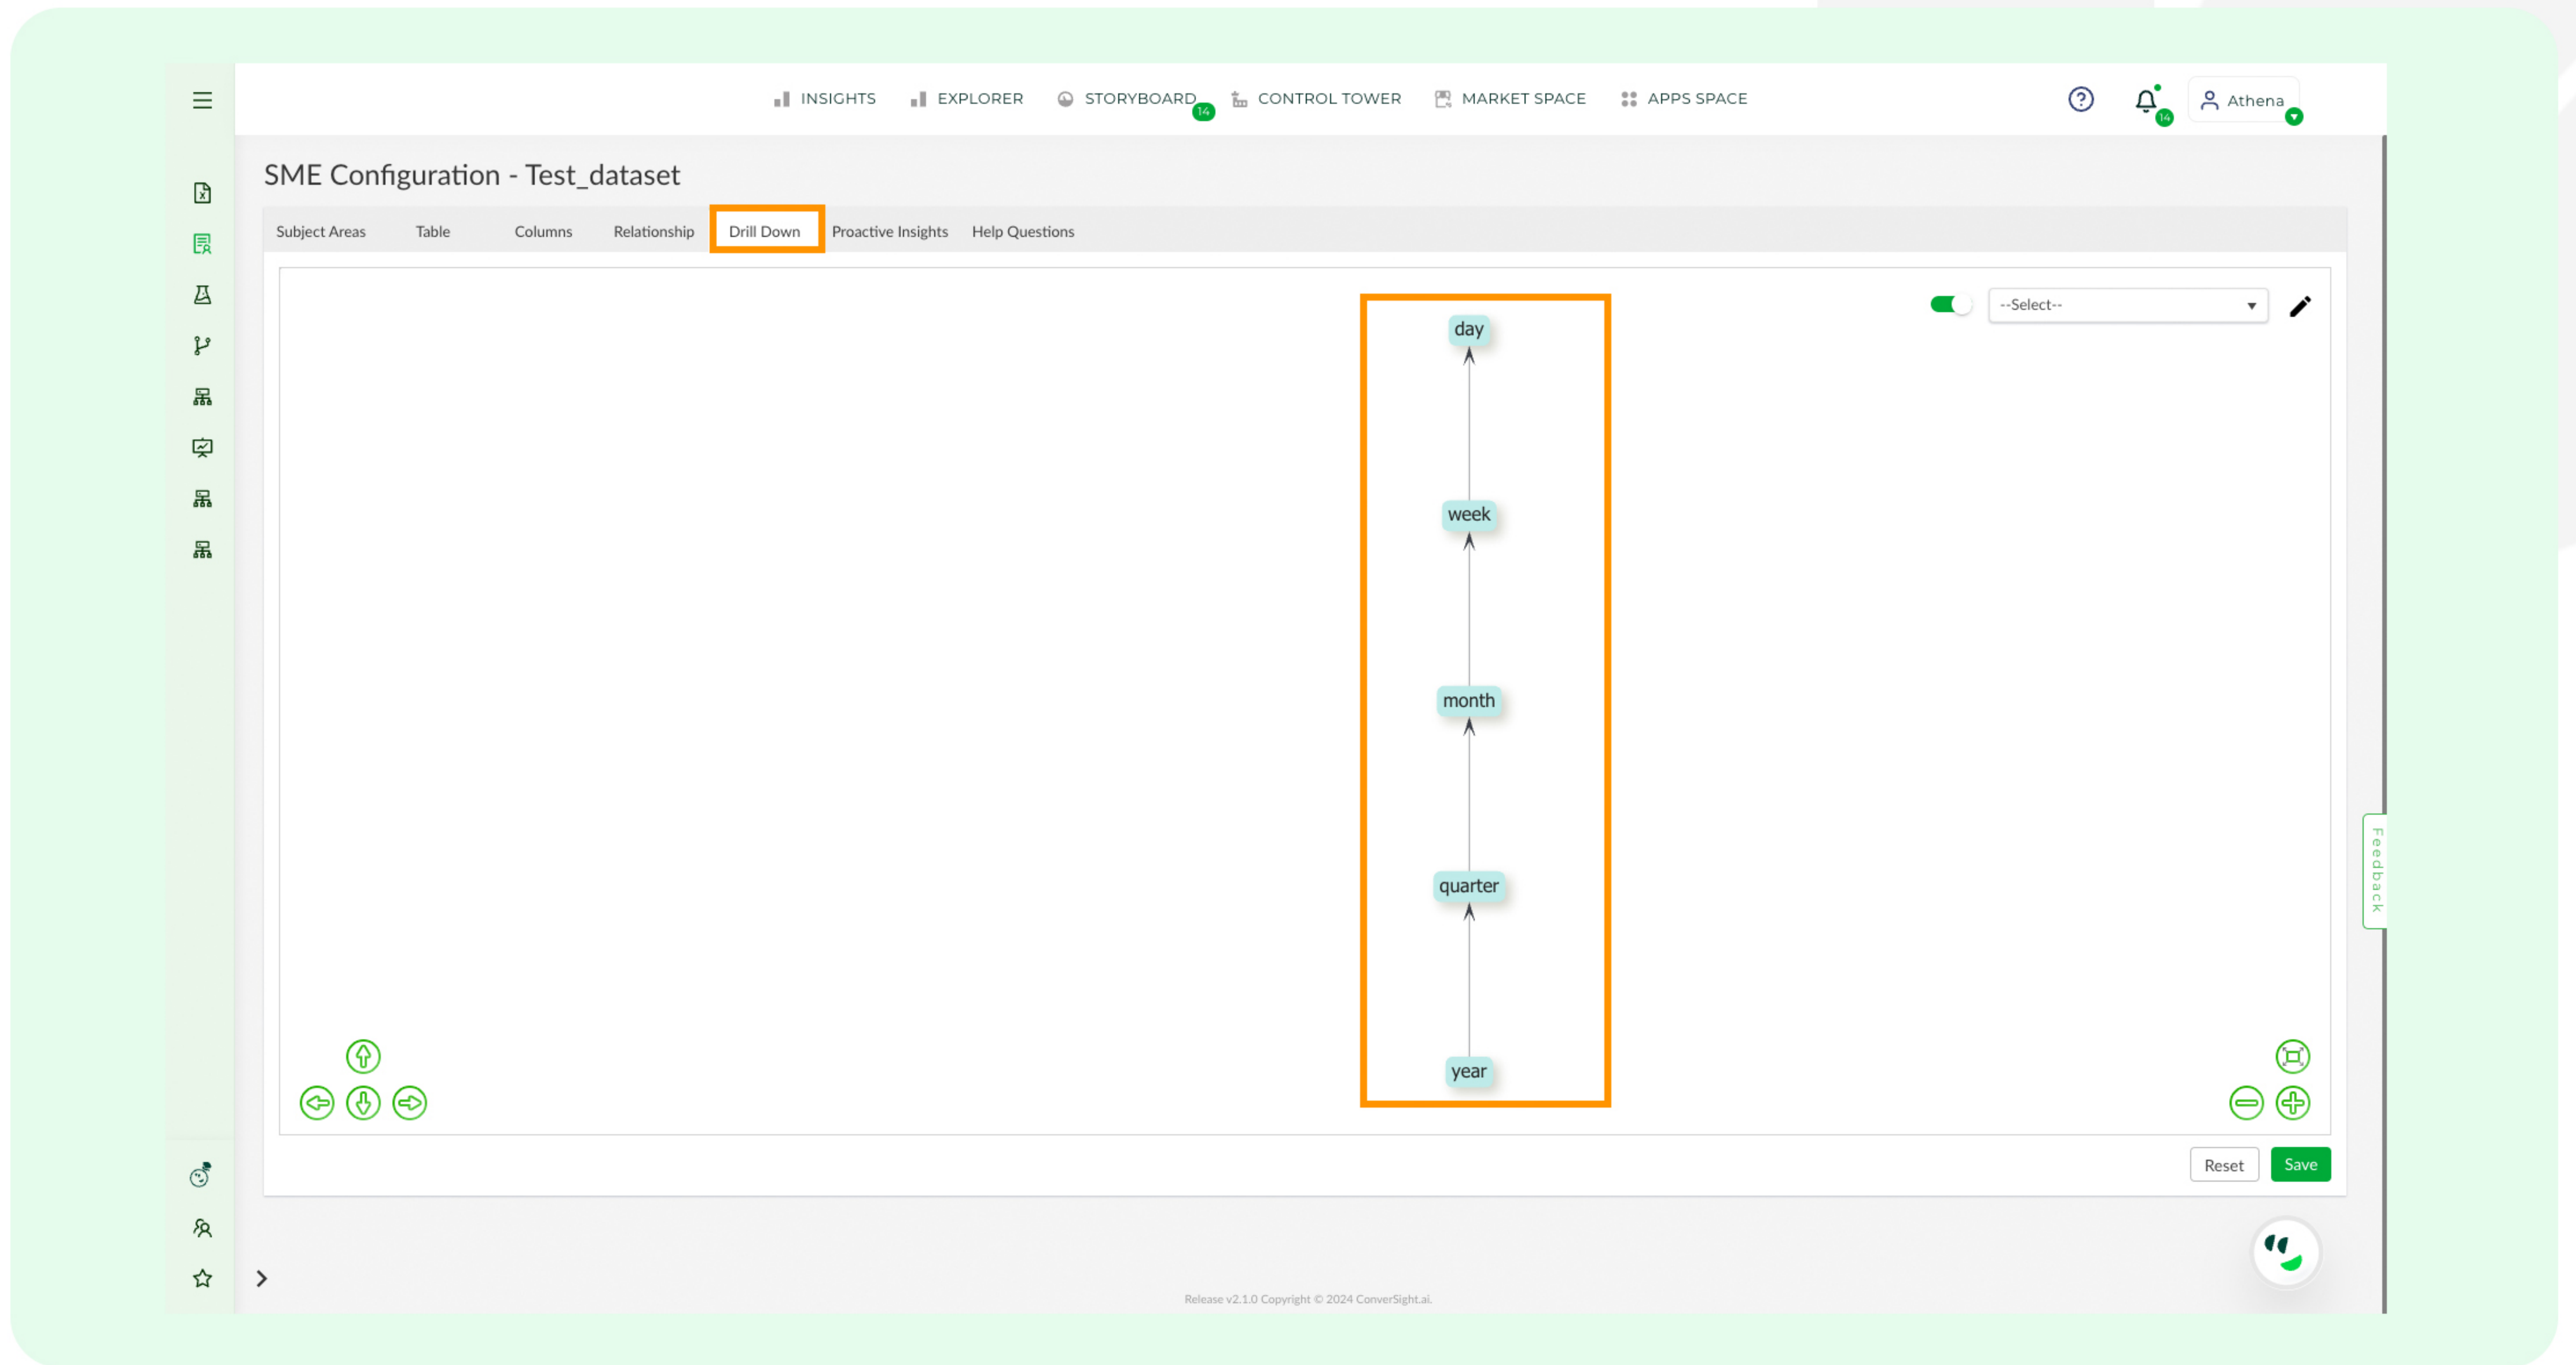 INSIGHTS EXPLORER STORYBOARD 14 CONTROL TOWER MARKET SPACE APPS SPACE 14 Athena
SME Configuration - Test_dataset
Subject Areas Table Columns Relationship Drill Down Proactive Insights Help Questions
--Select--
day
week
month
quarter
year
Feedback
Reset Save
Release v2.1.0 Copyright © 2024 ConverSight.ai.